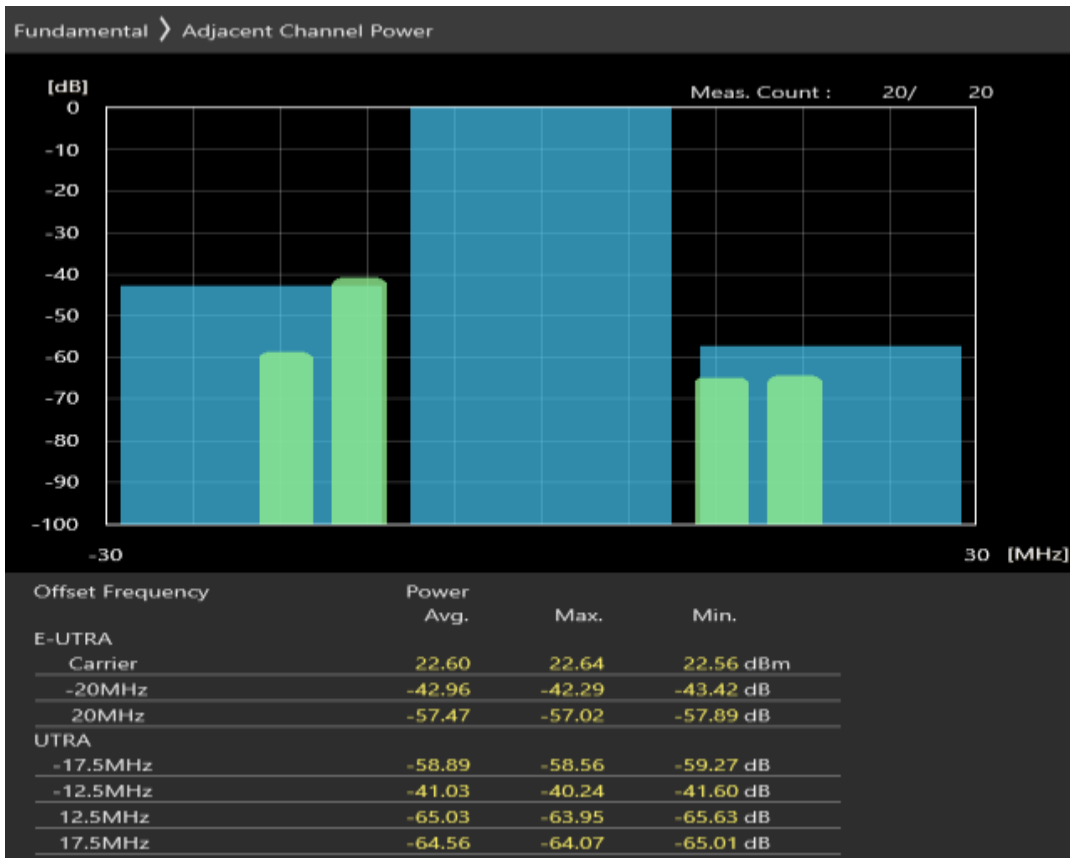 Fundamental ❯ Adjacent Channel Power
[dB]
Meas. Count : 20/ 20
0
-10
-20
-30
-40
-50
-60
-70
-80
-90
-100
-30 30 [MHz]
Offset Frequency Power
Avg. Max. Min.
E-UTRA
Carrier 22.60 22.64 22.56 dBm
-20MHz -42.96 -42.29 -43.42 dB
20MHz -57.47 -57.02 -57.89 dB
UTRA
-17.5MHz -58.89 -58.56 -59.27 dB
-12.5MHz -41.03 -40.24 -41.60 dB
12.5MHz -65.03 -63.95 -65.63 dB
17.5MHz -64.56 -64.07 -65.01 dB